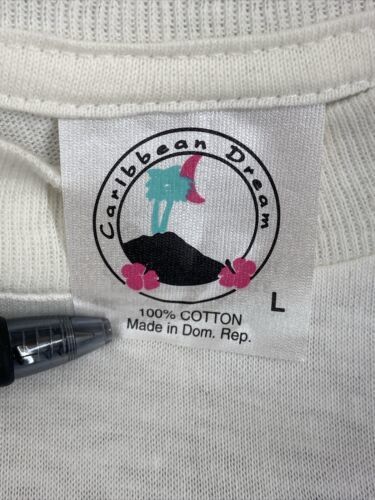 Caribbean Dream
L
100% COTTON
Made in Dom. Rep.